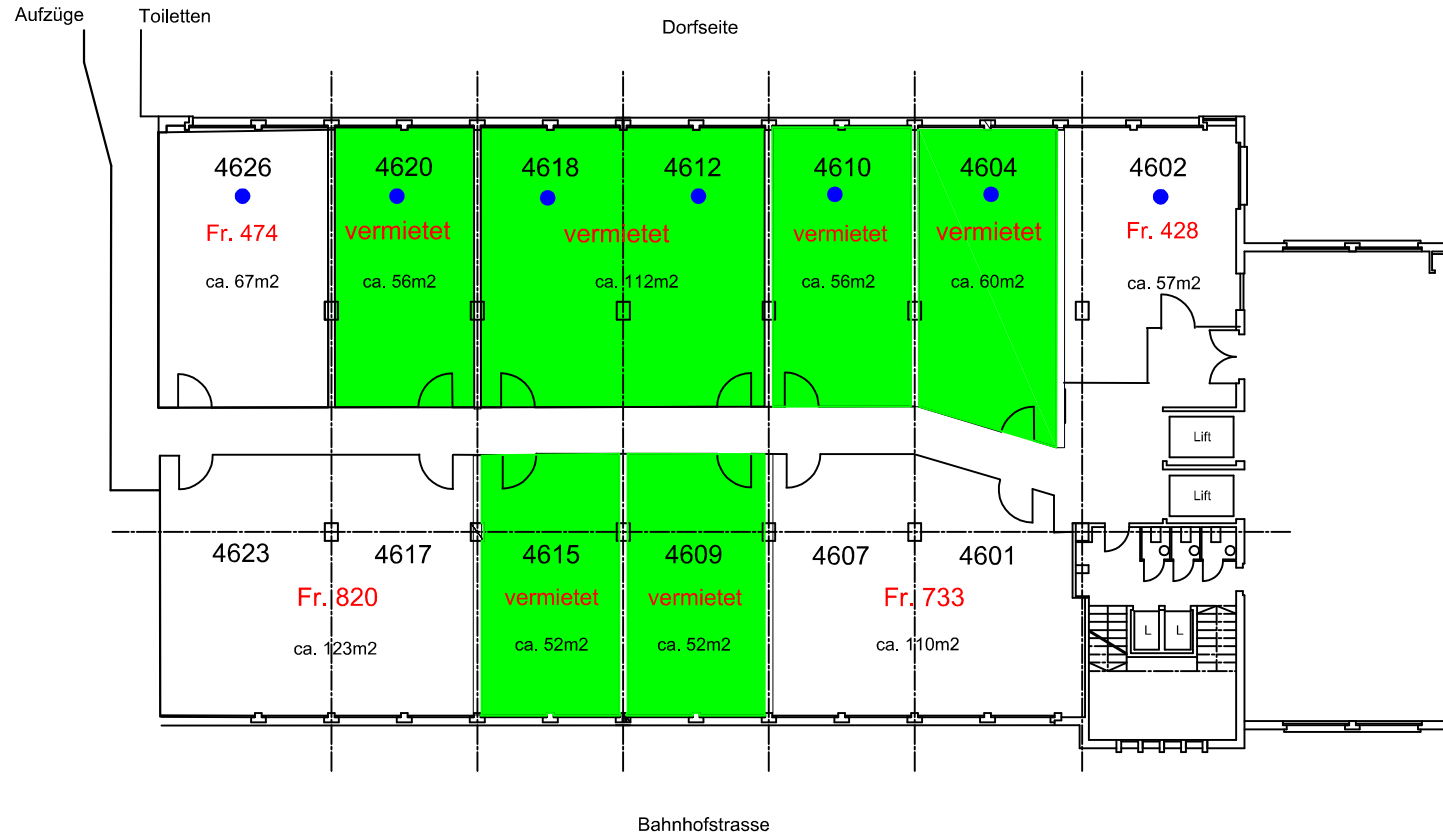 Aufzüge
Toiletten
Dorfseite
4626
4620
4618
4612
4610
4604
4602
Fr. 474
vermietet
vermietet
vermietet
vermietet
Fr. 428
ca. 67m2
ca. 56m2
ca. 112m2
ca. 56m2
ca. 60m2
ca. 57m2
Lift
Lift
4623
4617
4615
4609
4607
4601
Fr. 820
vermietet
vermietet
Fr. 733
ca. 123m2
ca. 52m2
ca. 52m2
ca. 110m2
L
L
Bahnhofstrasse